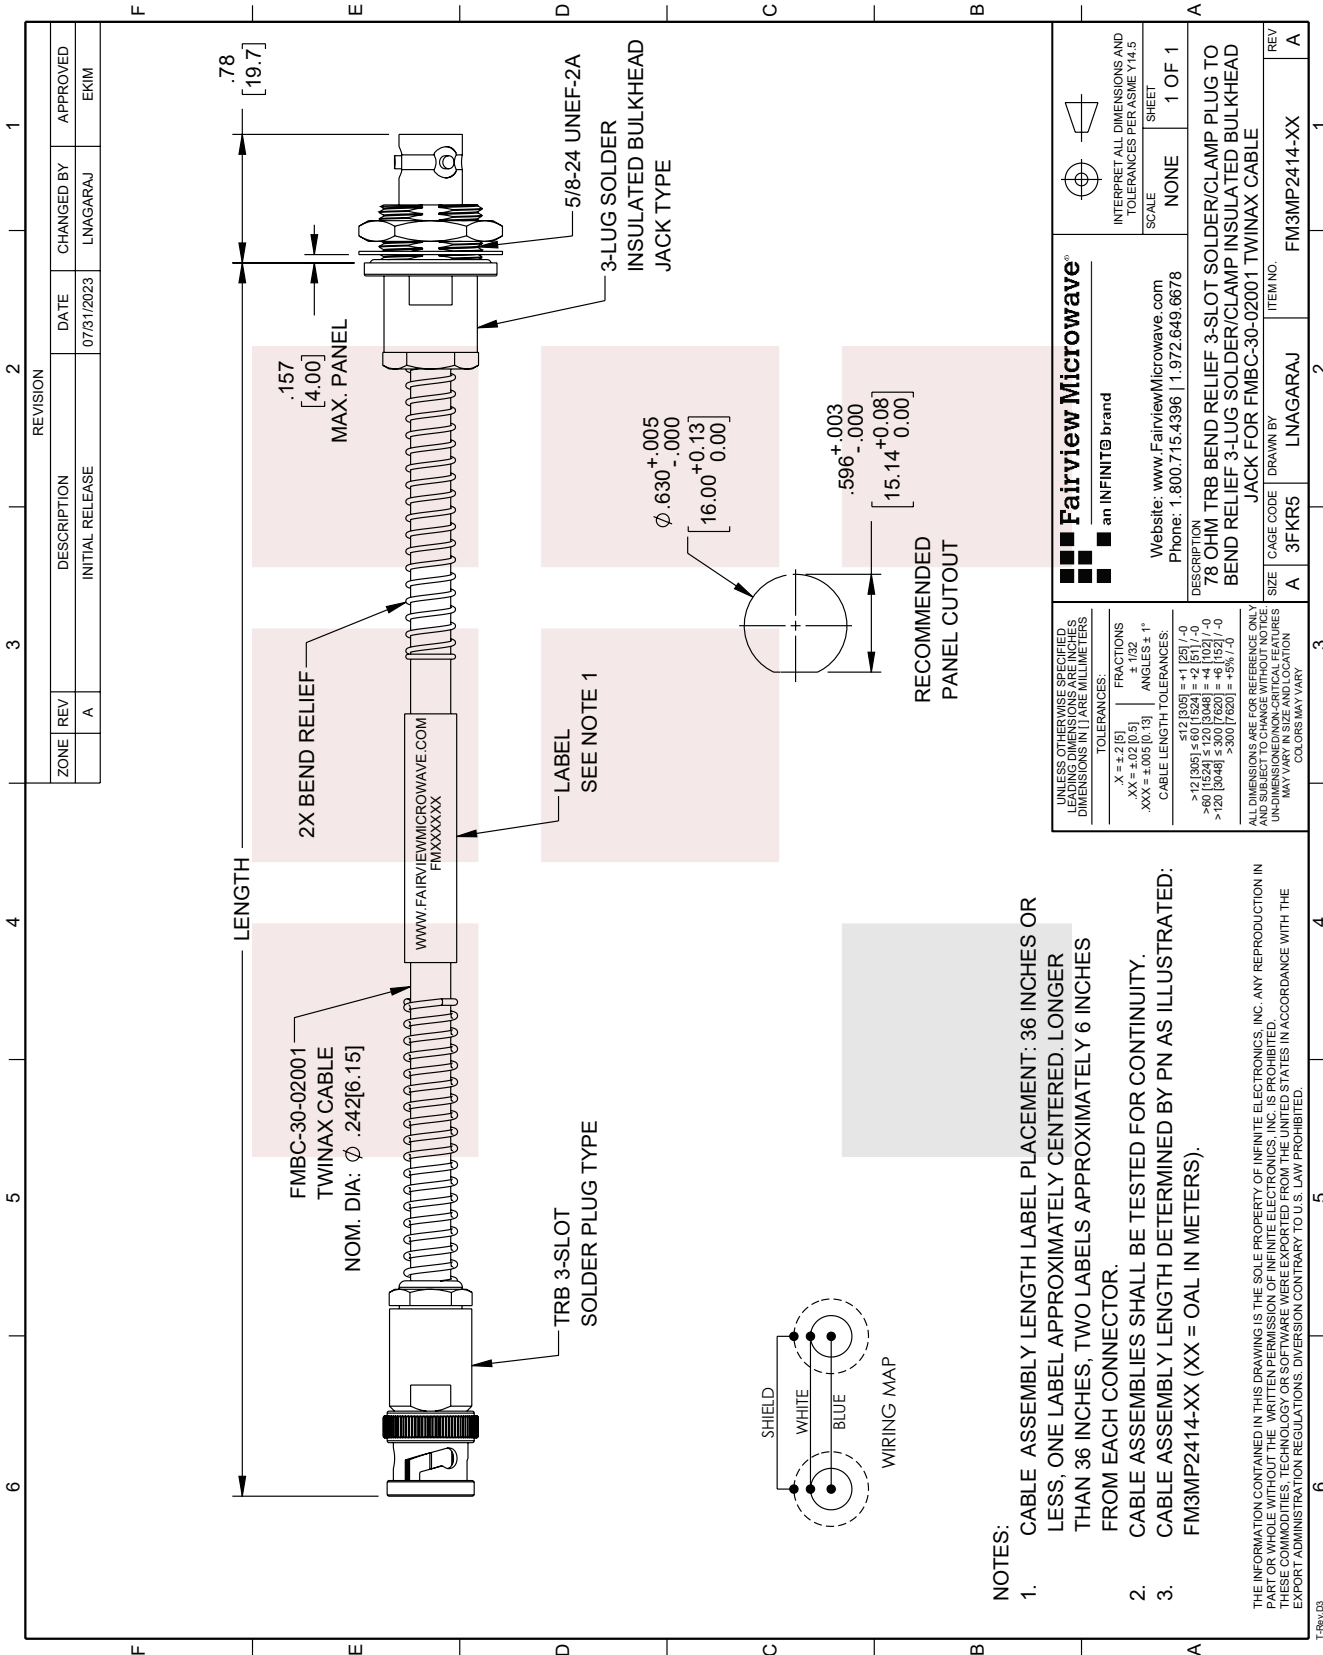 REVISION
ZONE REV DESCRIPTION DATE CHANGED BY APPROVED
A INITIAL RELEASE 07/31/2023 LNAGARAJ EKIM
6 5 4 3 2 1
F
E
D
C
B
A
LENGTH
.78
[19.7]
.157
[4.00]
MAX. PANEL
2X BEND RELIEF
FMBC-30-02001
TWINAX CABLE
NOM. DIA: Ø .242[6.15]
WWW.FAIRVIEWMICROWAVE.COM
FMXXXXXX
5/8-24 UNEF-2A
3-LUG SOLDER
INSULATED BULKHEAD
JACK TYPE
LABEL
SEE NOTE 1
TRB 3-SLOT
SOLDER PLUG TYPE
Ø.630+.005
-.000
[16.00+0.13
0.00]
.596+.003
-.000
[15.14+0.08
0.00]
RECOMMENDED
PANEL CUTOUT
SHIELD
WHITE
BLUE
WIRING MAP
NOTES:
1. CABLE ASSEMBLY LENGTH LABEL PLACEMENT: 36 INCHES OR
LESS, ONE LABEL APPROXIMATELY CENTERED. LONGER
THAN 36 INCHES, TWO LABELS APPROXIMATELY 6 INCHES
FROM EACH CONNECTOR.
2. CABLE ASSEMBLIES SHALL BE TESTED FOR CONTINUITY.
3. CABLE ASSEMBLY LENGTH DETERMINED BY PN AS ILLUSTRATED:
FM3MP2414-XX (XX = OAL IN METERS).
THE INFORMATION CONTAINED IN THIS DRAWING IS THE SOLE PROPERTY OF INFINITE ELECTRONICS, INC. ANY REPRODUCTION IN
PART OR WHOLE WITHOUT THE WRITTEN PERMISSION OF INFINITE ELECTRONICS, INC. IS PROHIBITED.
THESE COMMODITIES, TECHNOLOGY OR SOFTWARE WERE EXPORTED FROM THE UNITED STATES IN ACCORDANCE WITH THE
EXPORT ADMINISTRATION REGULATIONS. DIVERSION CONTRARY TO U.S. LAW PROHIBITED.
UNLESS OTHERWISE SPECIFIED
LEADING DIMENSIONS ARE INCHES
DIMENSIONS IN [ ] ARE MILLIMETERS
TOLERANCES:
.X = ±.2 [5] FRACTIONS
.XX = ±.02 [0.5] ± 1/32
.XXX = ±.005 [0.13] ANGLES ± 1°
CABLE LENGTH TOLERANCES:
≤12 [305] = +1 [25] / -0
>12 [305] ≤ 60 [1524] = +2 [51] / -0
>60 [1524] ≤ 120 [3048] = +4 [102] / -0
>120 [3048] ≤ 300 [7620] = +6 [152] / -0
>300 [7620] = +5% / -0
ALL DIMENSIONS ARE FOR REFERENCE ONLY
AND SUBJECT TO CHANGE WITHOUT NOTICE.
UN-DIMENSIONED/NON-CRITICAL FEATURES
MAY VARY IN SIZE AND LOCATION
COLORS MAY VARY
Fairview Microwave®
an INFINIT℮ brand
Website: www.FairviewMicrowave.com
Phone: 1.800.715.4396 | 1.972.649.6678
INTERPRET ALL DIMENSIONS AND
TOLERANCES PER ASME Y14.5
SCALE NONE
SHEET 1 OF 1
DESCRIPTION
78 OHM TRB BEND RELIEF 3-SLOT SOLDER/CLAMP PLUG TO
BEND RELIEF 3-LUG SOLDER/CLAMP INSULATED BULKHEAD
JACK FOR FMBC-30-02001 TWINAX CABLE
SIZE A
CAGE CODE 3FKR5
DRAWN BY LNAGARAJ
ITEM NO. FM3MP2414-XX
REV A
6 5 4 3 2 1
F
E
D
C
B
A
T-Rev.D3